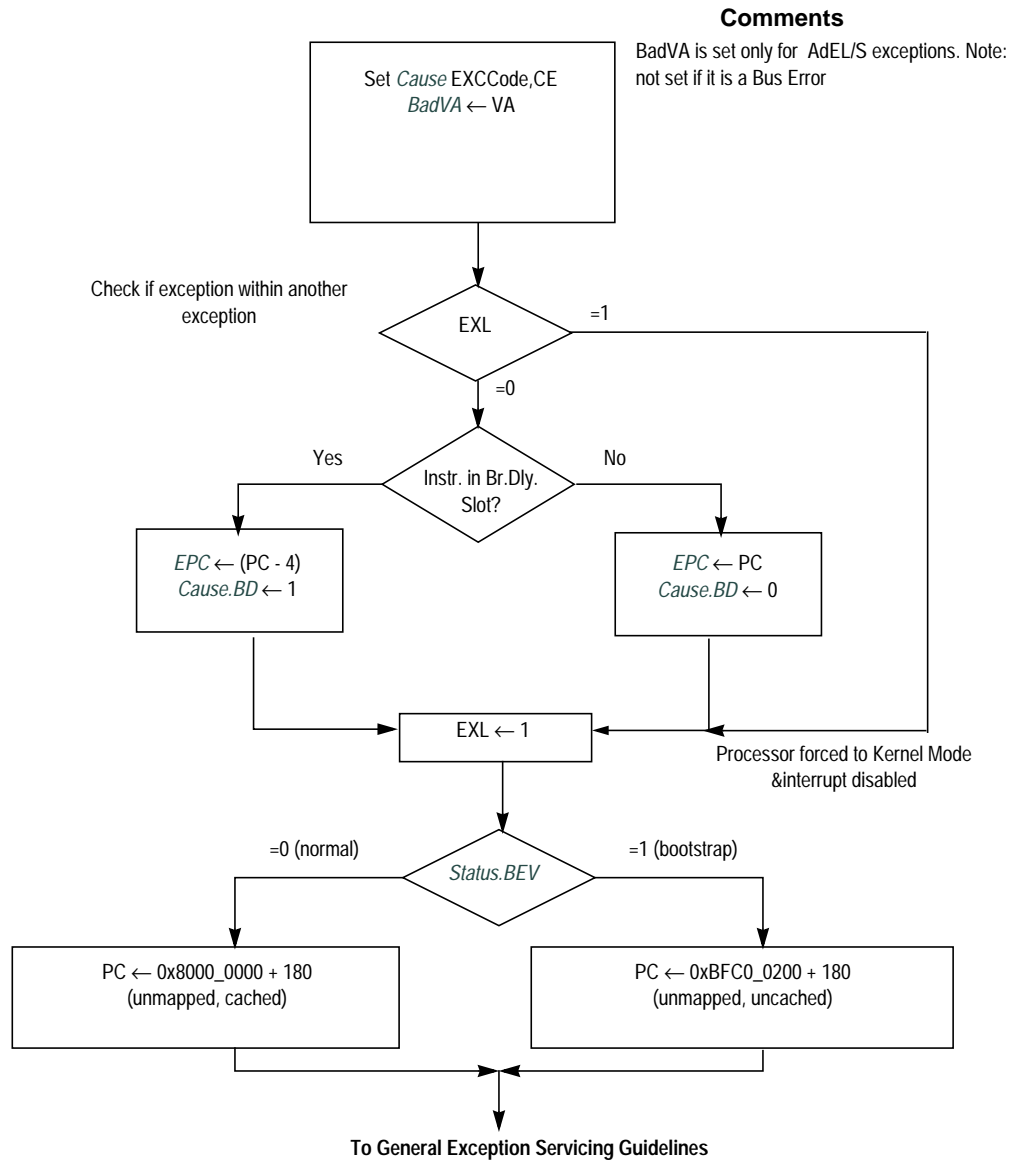 Comments
BadVA is set only for AdEL/S exceptions. Note:
not set if it is a Bus Error
Set Cause EXCCode,CE
BadVA ← VA
Check if exception within another
exception
EXL
=1
=0
Yes
Instr. in Br.Dly.
Slot?
No
EPC ← (PC - 4)
Cause.BD ← 1
EPC ← PC
Cause.BD ← 0
EXL ← 1
Processor forced to Kernel Mode
&interrupt disabled
=0 (normal)
Status.BEV
=1 (bootstrap)
PC ← 0x8000_0000 + 180
(unmapped, cached)
PC ← 0xBFC0_0200 + 180
(unmapped, uncached)
To General Exception Servicing Guidelines